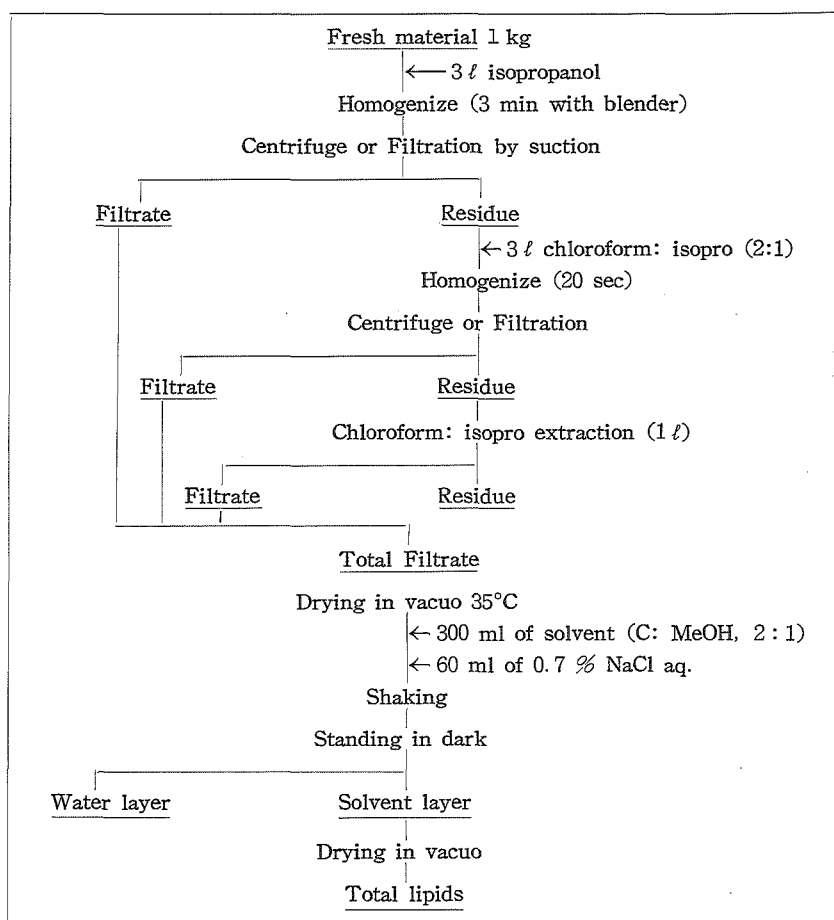 Fresh material 1 kg
← 3 ℓ isopropanol
Homogenize (3 min with blender)
Centrifuge or Filtration by suction
Filtrate
Residue
← 3 ℓ chloroform: isopro (2:1)
Homogenize (20 sec)
Centrifuge or Filtration
Filtrate
Residue
Chloroform: isopro extraction (1 ℓ)
Filtrate
Residue
Total Filtrate
Drying in vacuo 35°C
← 300 ml of solvent (C: MeOH, 2 : 1)
← 60 ml of 0.7 % NaCl aq.
Shaking
Standing in dark
Water layer
Solvent layer
Drying in vacuo
Total lipids